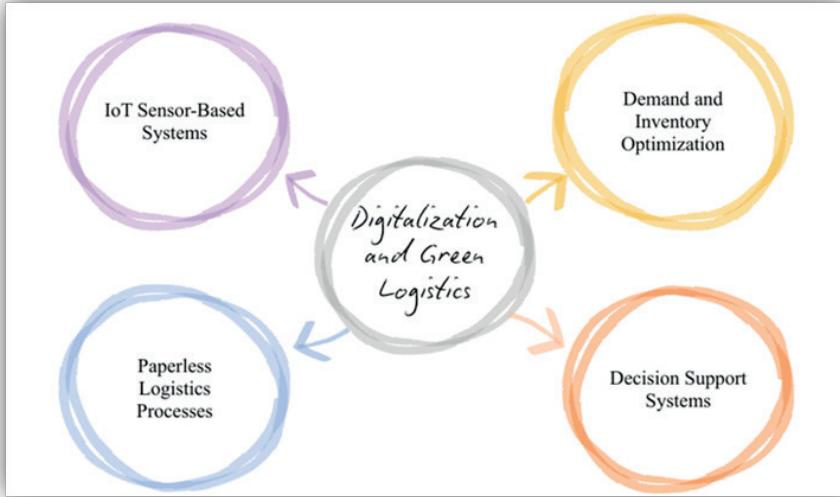 IoT Sensor-Based
Systems
Demand and
Inventory
Optimization
Digitalization
and Green
Logistics
Paperless
Logistics
Processes
Decision Support
Systems